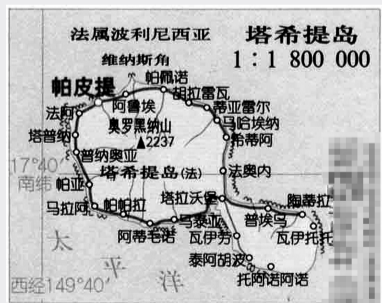 法属波利尼西亚
塔希提岛
1:1 800 000
维纳斯角
帕皮提
帕佩诺
胡拉雷瓦
法阿
阿鲁埃
蒂亚雷尔
奥罗黑纳山
▲2237
马哈埃纳
希蒂阿
塔普纳
普纳奥亚
17°40′
南纬
塔希提岛(法)
法奥内
帕亚
塔拉沃堡
陶蒂拉
马拉阿
帕帕拉
马泰亚
普埃乌
阿蒂毛诺
瓦伊劳
瓦伊托托
泰阿胡波
托阿诺阿诺
太
平
洋
西经149°40′